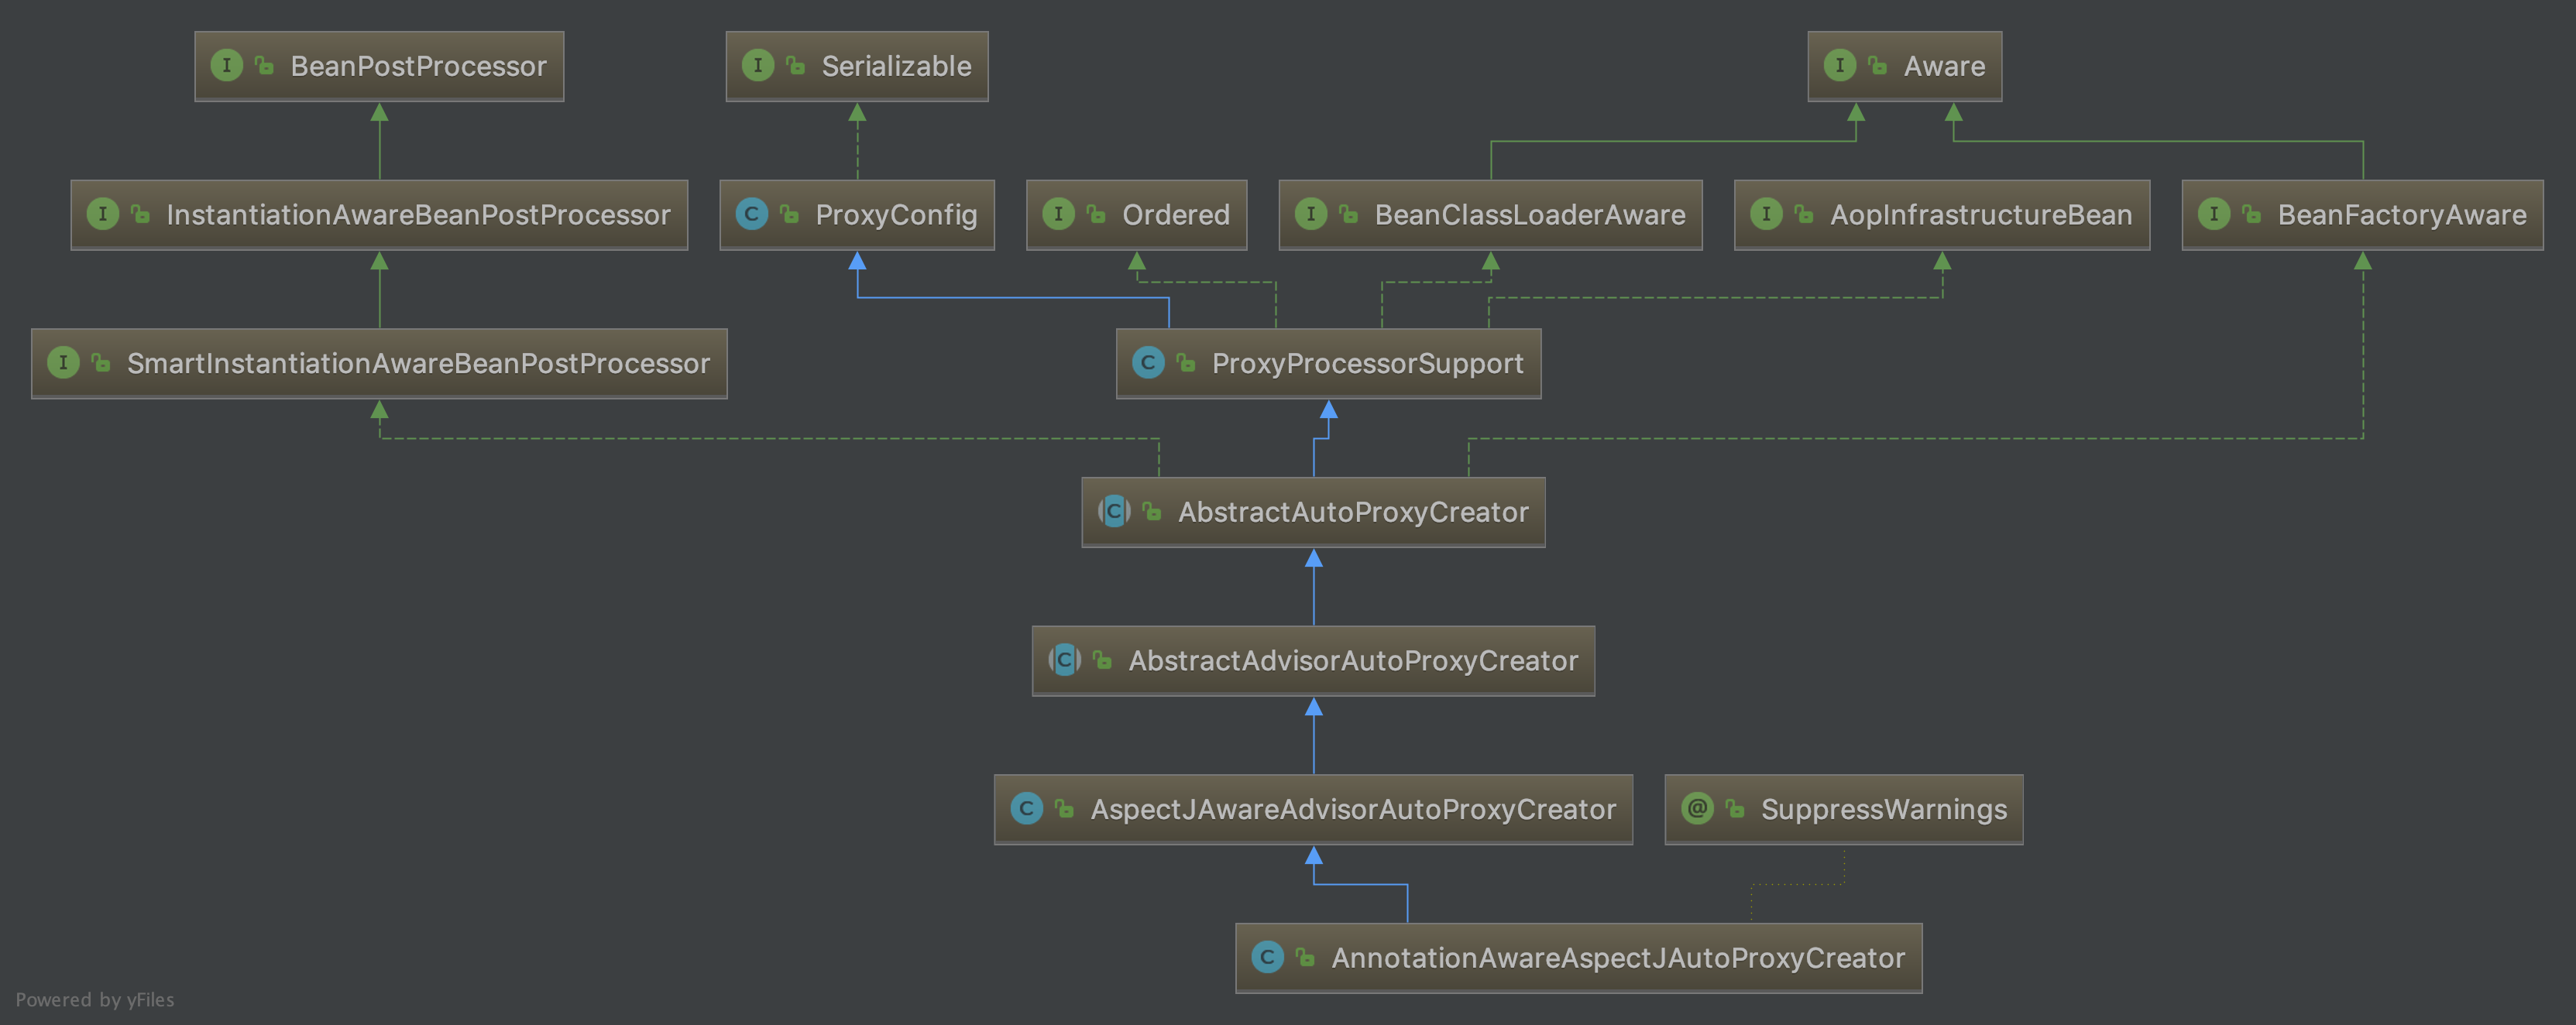 I BeanPostProcessor
I Serializable
I Aware
I InstantiationAwareBeanPostProcessor
C ProxyConfig
I Ordered
I BeanClassLoaderAware
I AopInfrastructureBean
I BeanFactoryAware
I SmartInstantiationAwareBeanPostProcessor
C ProxyProcessorSupport
C AbstractAutoProxyCreator
C AbstractAdvisorAutoProxyCreator
C AspectJAwareAdvisorAutoProxyCreator
@ SuppressWarnings
C AnnotationAwareAspectJAutoProxyCreator
Powered by yFiles